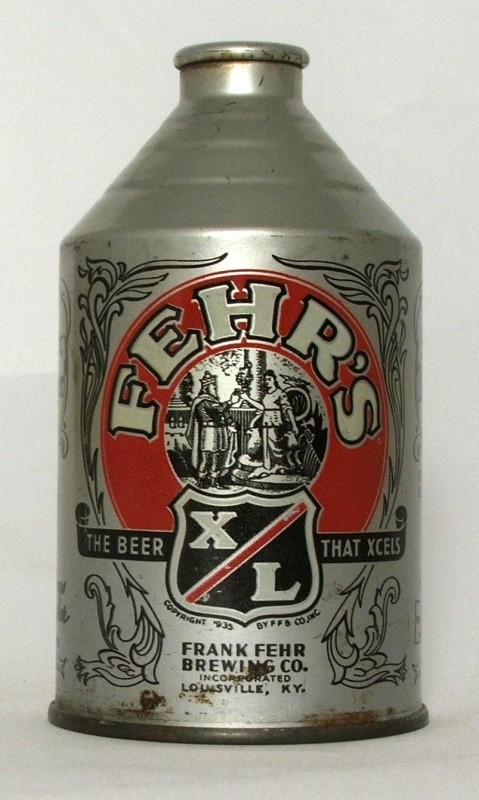 FEHR'S
X L
THE BEER THAT XCELS
COPYRIGHT 1935 BY F F B CO. INC
FRANK FEHR
BREWING CO.
INCORPORATED
LOUISVILLE, KY.